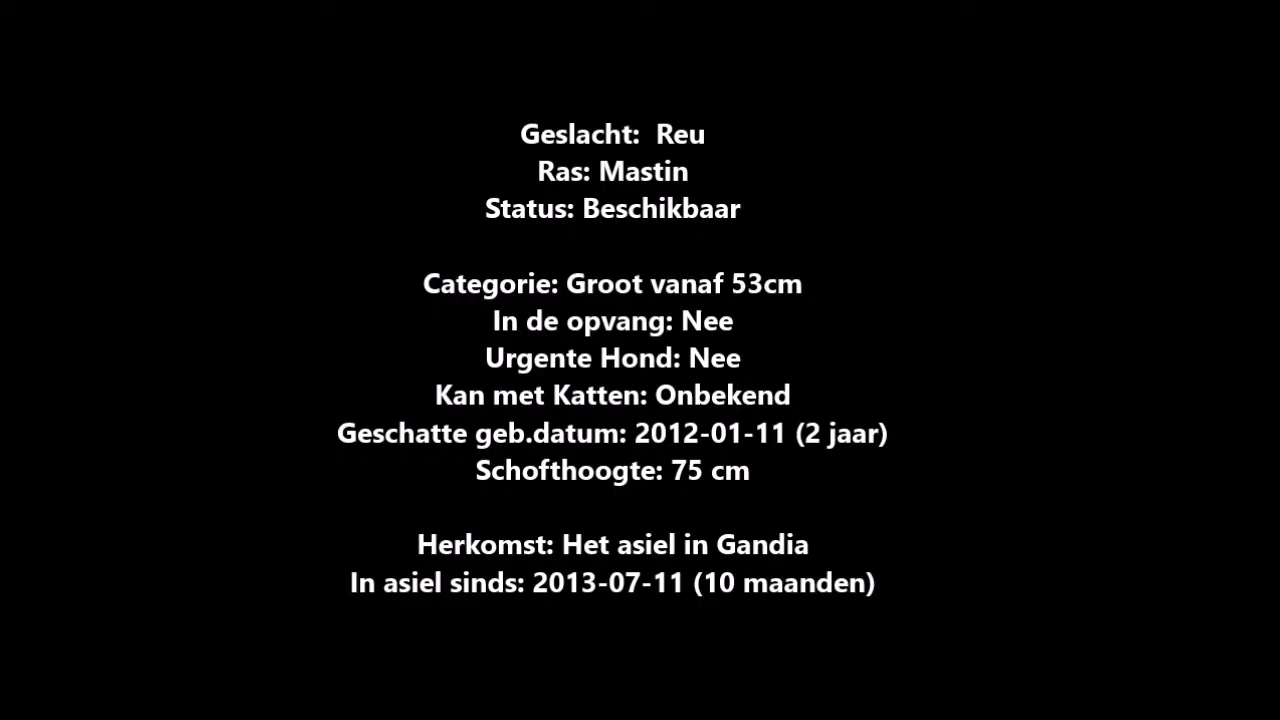 Geslacht:  Reu
Ras: Mastin
Status: Beschikbaar
Categorie: Groot vanaf 53cm
In de opvang: Nee
Urgente Hond: Nee
Kan met Katten: Onbekend
Geschatte geb.datum: 2012-01-11 (2 jaar)
Schofthoogte: 75 cm
Herkomst: Het asiel in Gandia
In asiel sinds: 2013-07-11 (10 maanden)